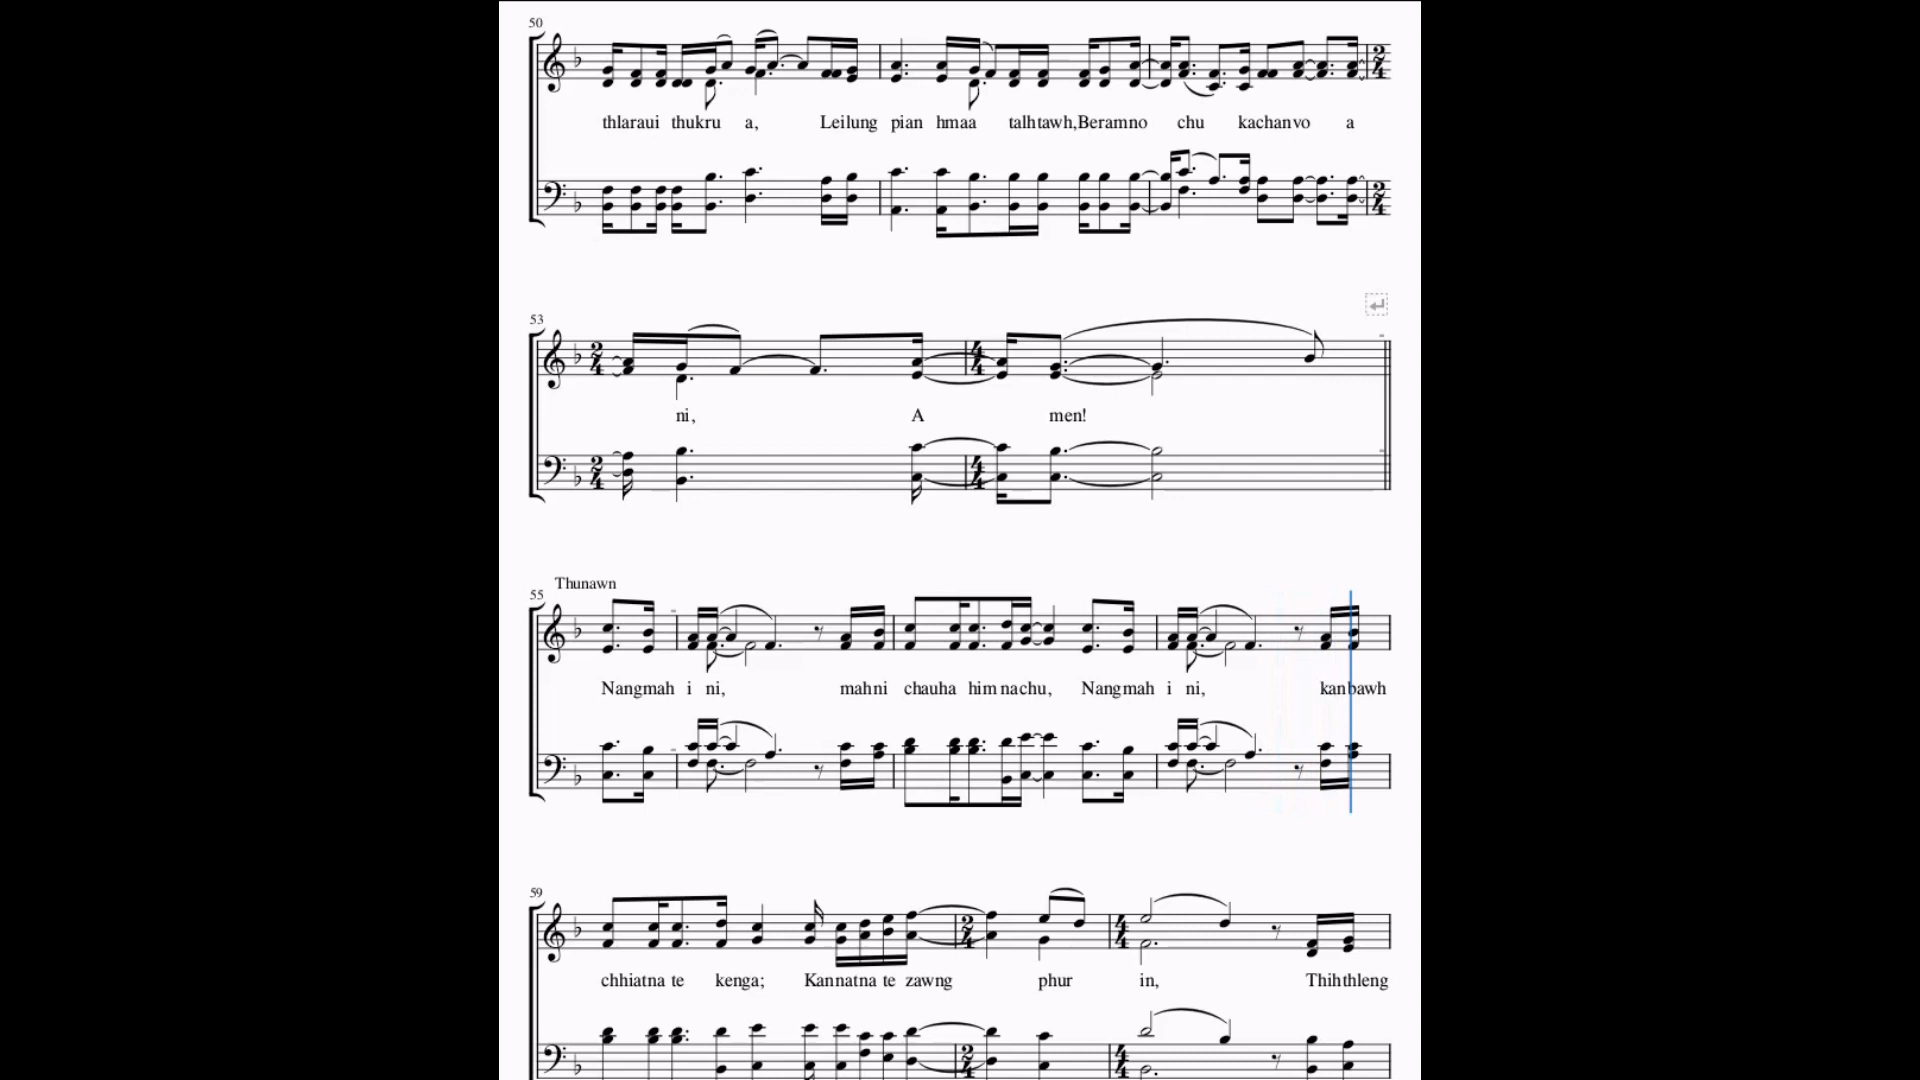 50
thlaraui thukru a, Leilung pian hmaa talhtawh,Beramno chu kachanvo a
53
ni, A men!
Thunawn
55
Nangmah i ni, mahni chauha him nachu, Nangmah i ni, kanbawh
59
chhiatna te kenga; Kannatna te zawng phur in, Thihthleng